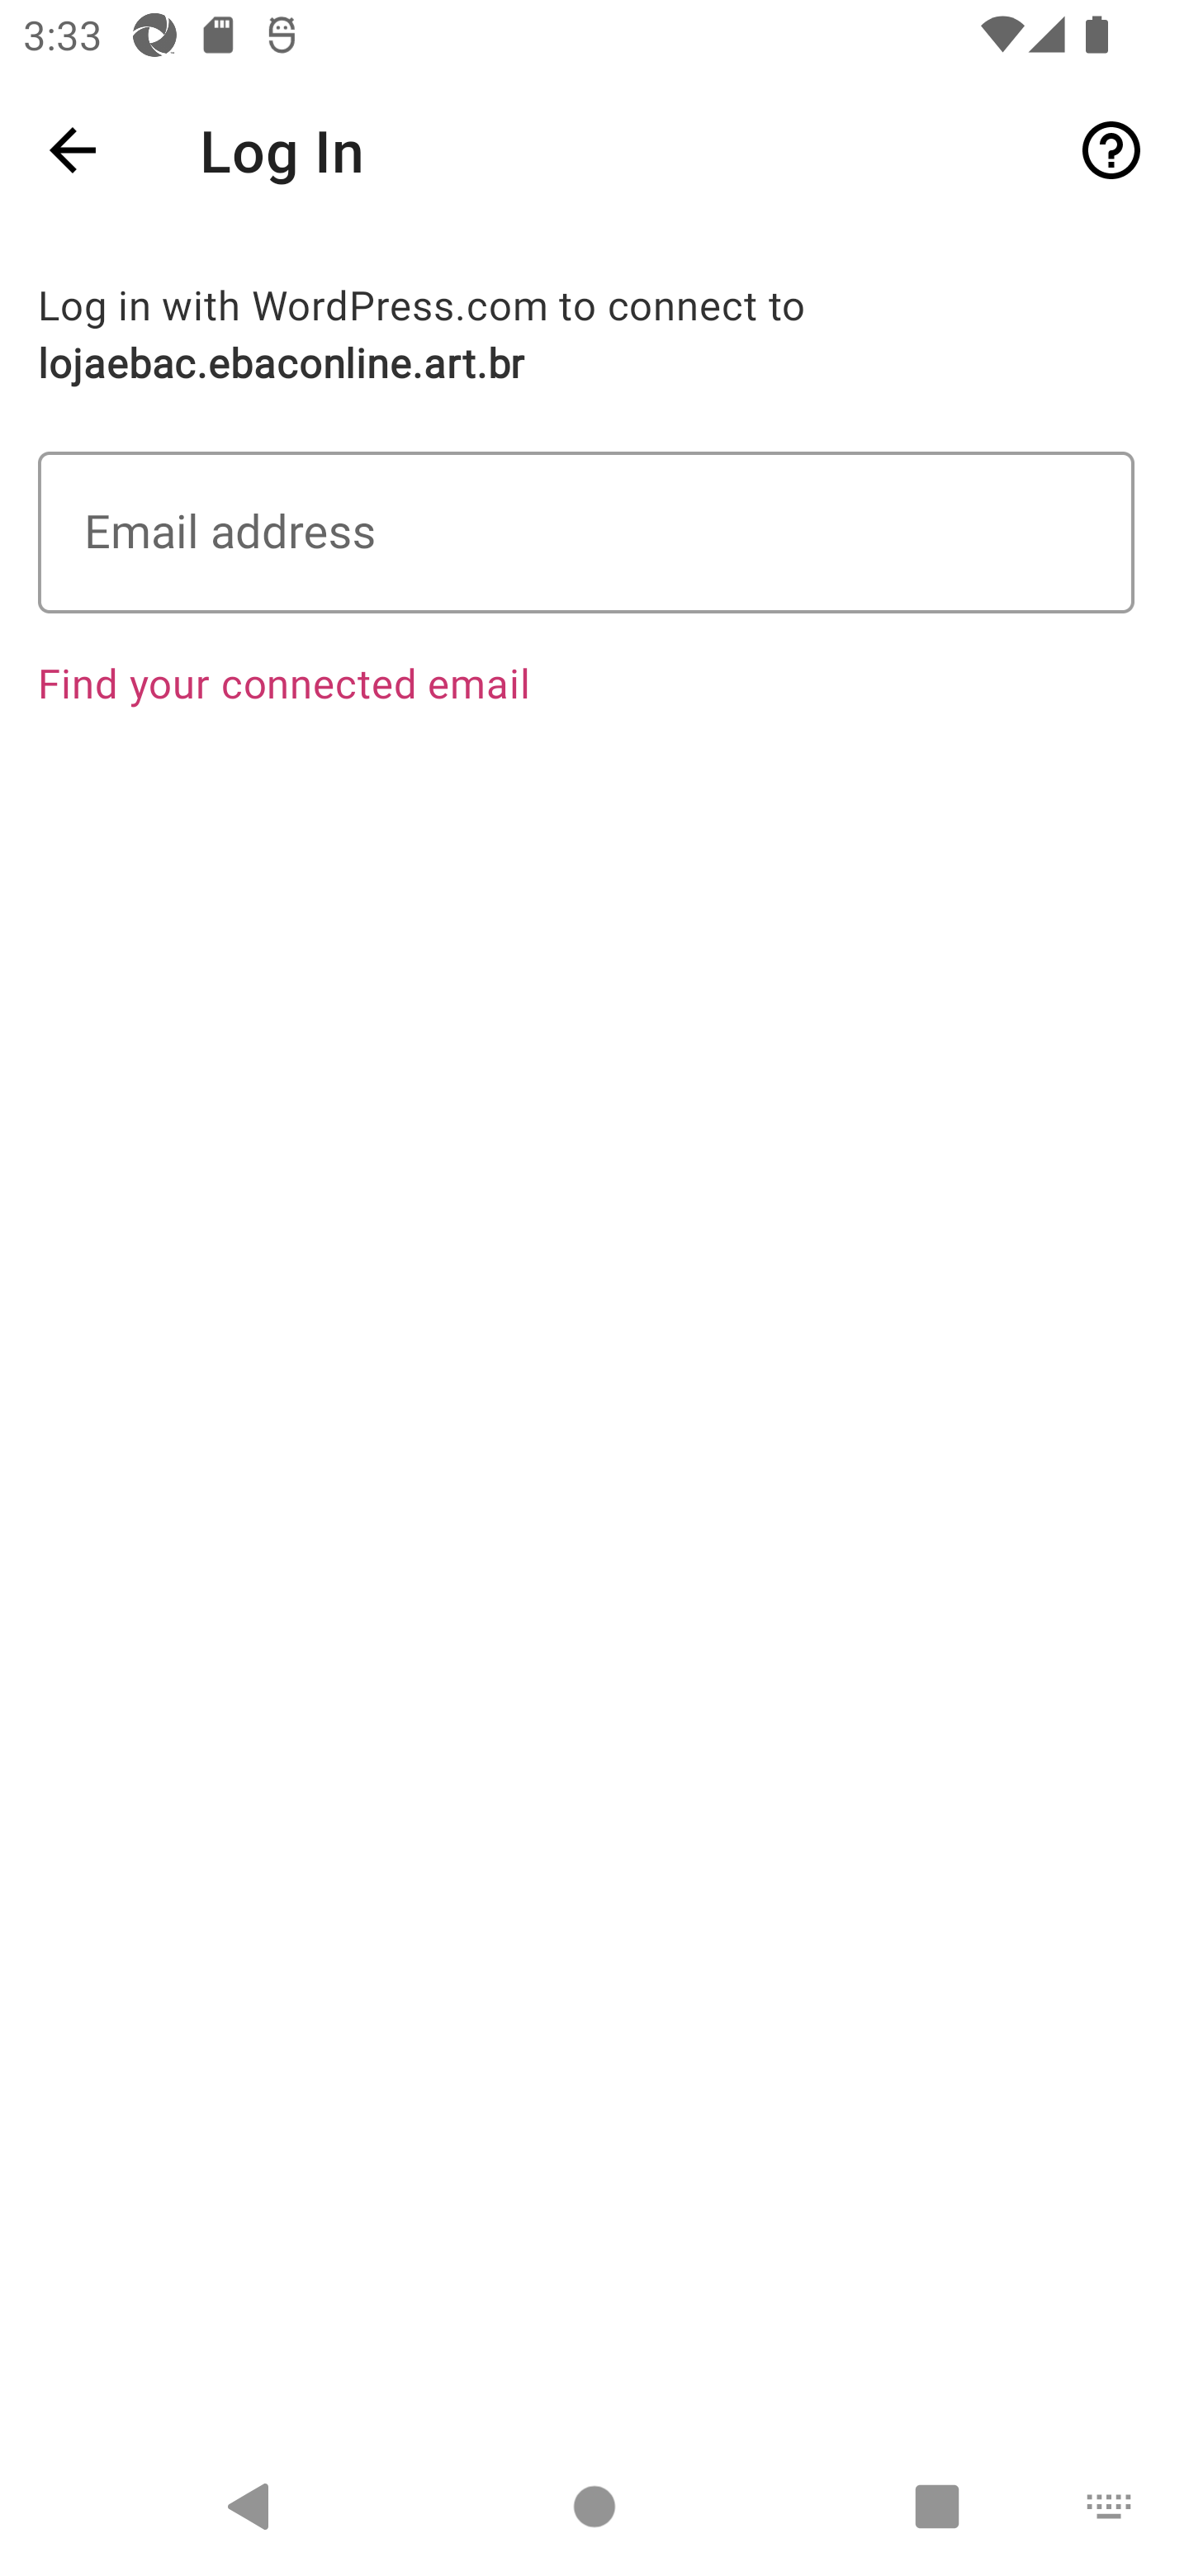 3:33
Log In
Log in with WordPress.com to connect to
lojaebac.ebaconline.art.br
Email address
Find your connected email